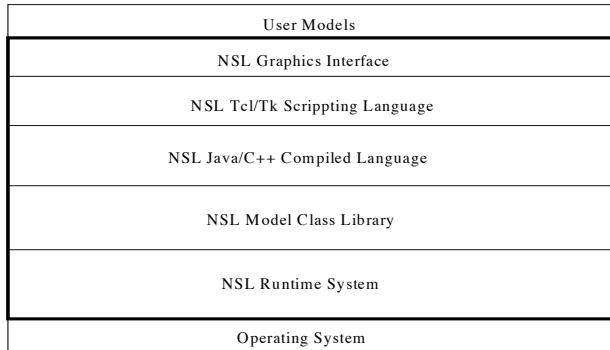 User Models
NSL Graphics Interface
NSL Tcl/Tk Scrippting Language
NSL Java/C++ Compiled Language
NSL Model Class Library
NSL Runtime System
Operating System